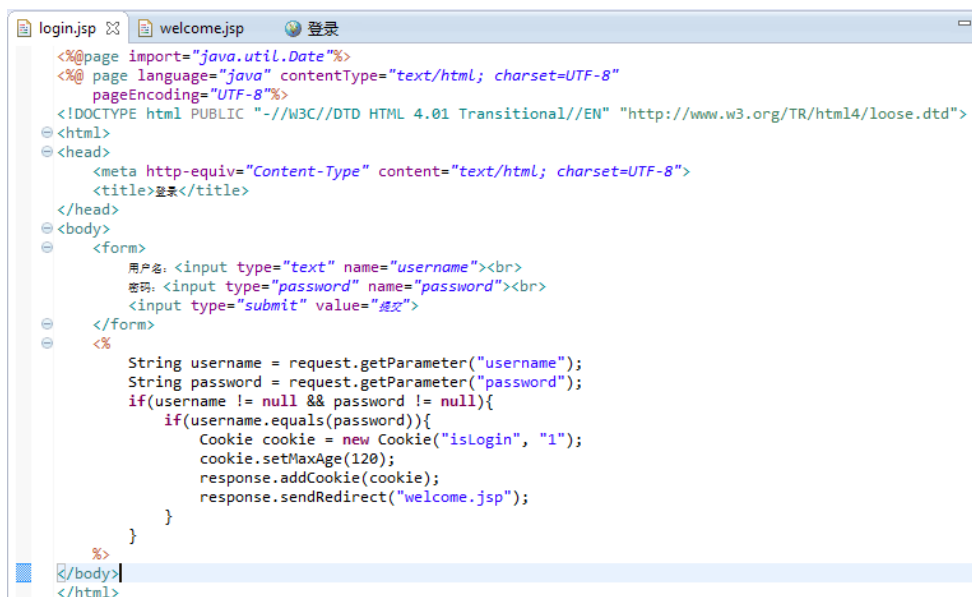 login.jsp welcome.jsp 登录
<%@page import="java.util.Date"%>
<%@ page language="java" contentType="text/html; charset=UTF-8"
pageEncoding="UTF-8"%>
<!DOCTYPE html PUBLIC "-//W3C//DTD HTML 4.01 Transitional//EN" "http://www.w3.org/TR/html4/loose.dtd">
<html>
<head>
<meta http-equiv="Content-Type" content="text/html; charset=UTF-8">
<title>登录</title>
</head>
<body>
<form>
用户名：<input type="text" name="username"><br>
密码：<input type="password" name="password"><br>
<input type="submit" value="提交">
</form>
<%
String username = request.getParameter("username");
String password = request.getParameter("password");
if(username != null && password != null){
if(username.equals(password)){
Cookie cookie = new Cookie("isLogin", "1");
cookie.setMaxAge(120);
response.addCookie(cookie);
response.sendRedirect("welcome.jsp");
}
}
%>
</body>
</html>